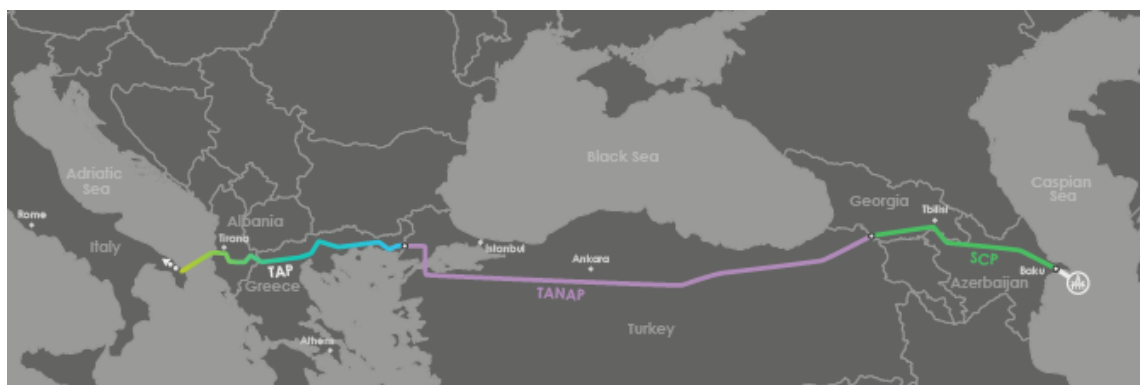 Adriatic
Sea
Rome
Italy
Albania
Tirana
TAP
Greece
Athens
Istanbul
Black Sea
Ankara
TANAP
Turkey
Georgia
Tbilisi
SCP
Baku
Azerbaijan
Caspian
Sea